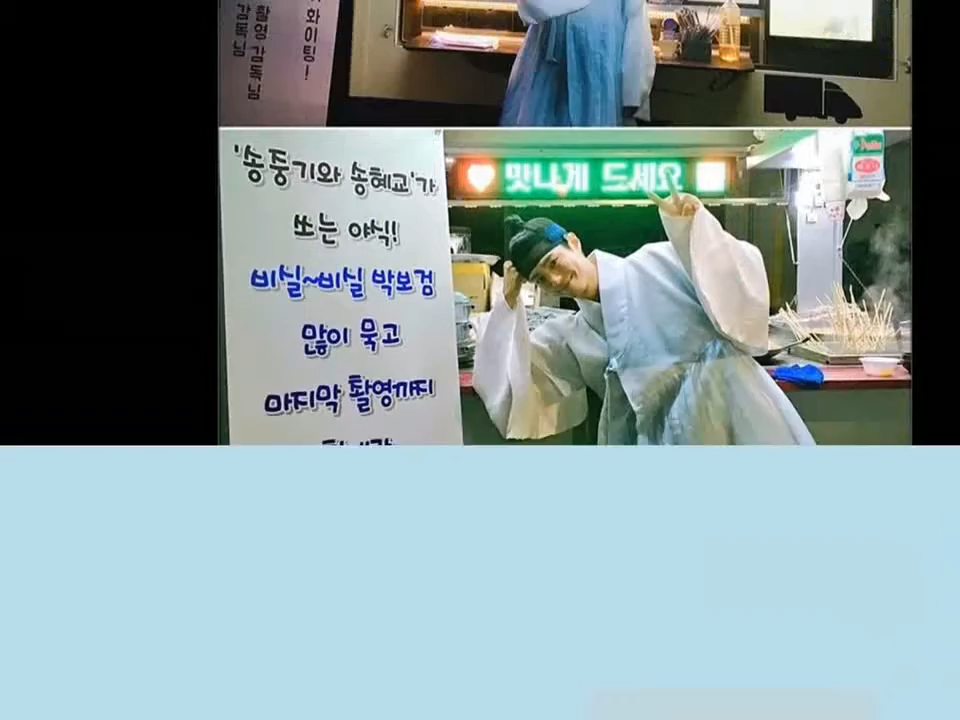 화이팅!
촬영 감독님
감독님
'송중기와 송혜교'가
쏘는 야식!
비실~비실 박보검
많이 묵고
마지막 촬영까지
맛나게 드세요